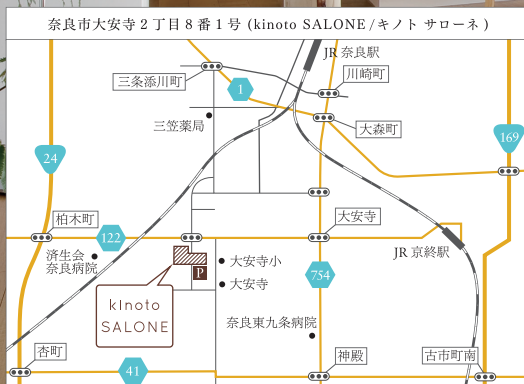 奈良市大安寺2丁目8番1号 (kinoto SALONE/キノト サローネ)
JR 奈良駅
川崎町
三条添川町
1
三笠薬局
大森町
169
24
柏木町
大安寺
122
済生会
奈良病院
大安寺小
JR 京終駅
P
754
大安寺
kinoto
SALONE
奈良東九条病院
杏町
神殿
古市町南
41